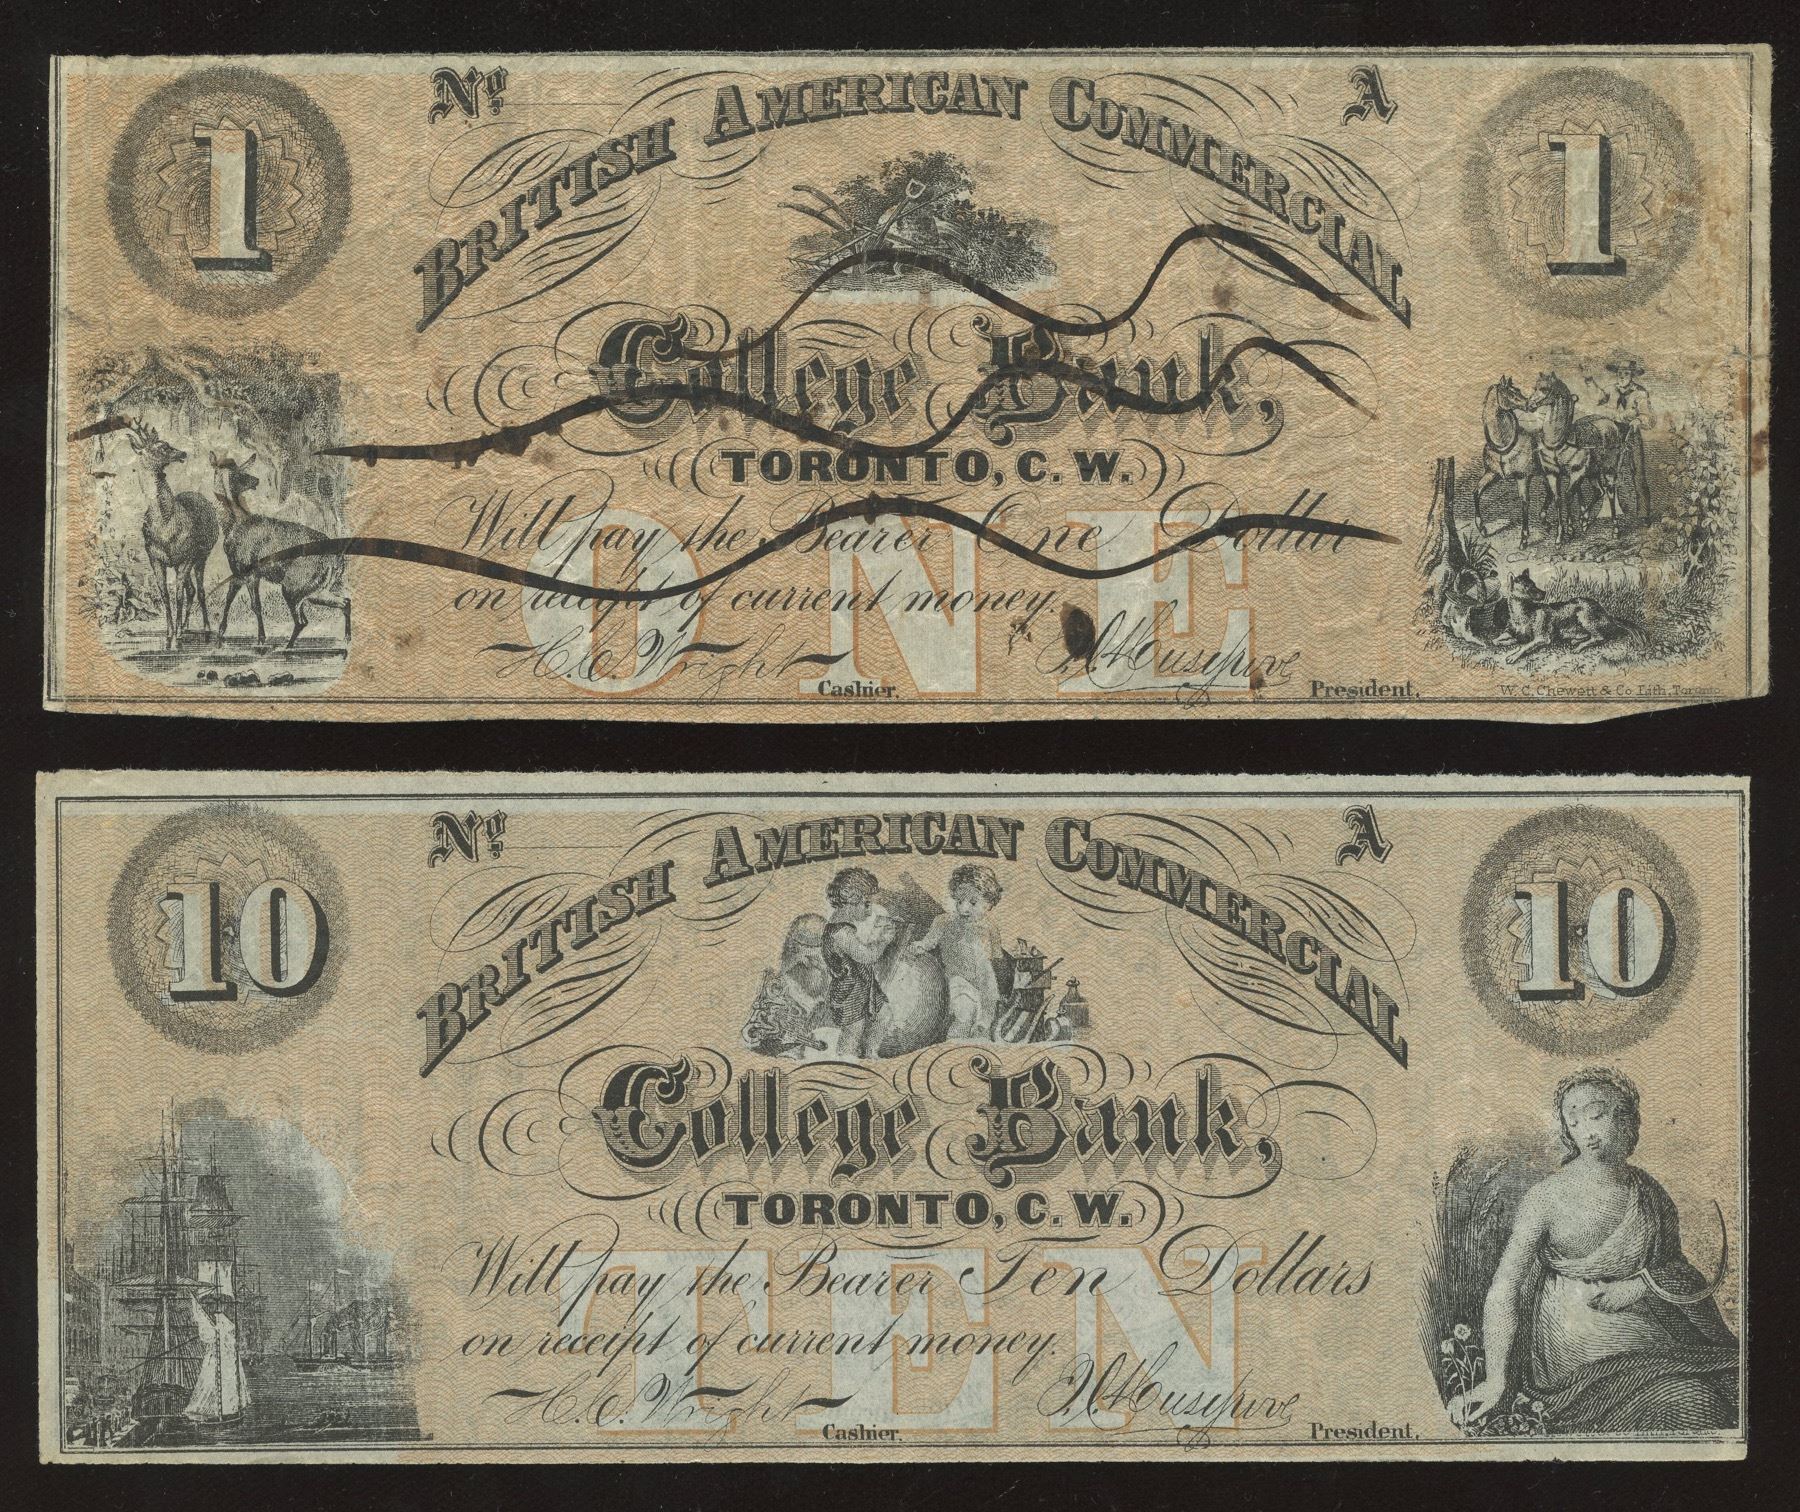 1 No A 1
BRITISH AMERICAN COMMERCIAL
College Bank,
TORONTO, C. W.
Will pay the Bearer One Dollar
on receipt of current money.
ONE
H. C. Wright Cashier. J. C. Musgrove President.
W. C. Chewett & Co Lith, Toronto
10 No A 10
BRITISH AMERICAN COMMERCIAL
College Bank,
TORONTO, C. W.
Will pay the Bearer Ten Dollars
on receipt of current money.
TEN
H. C. Wright Cashier. Musgrove President.